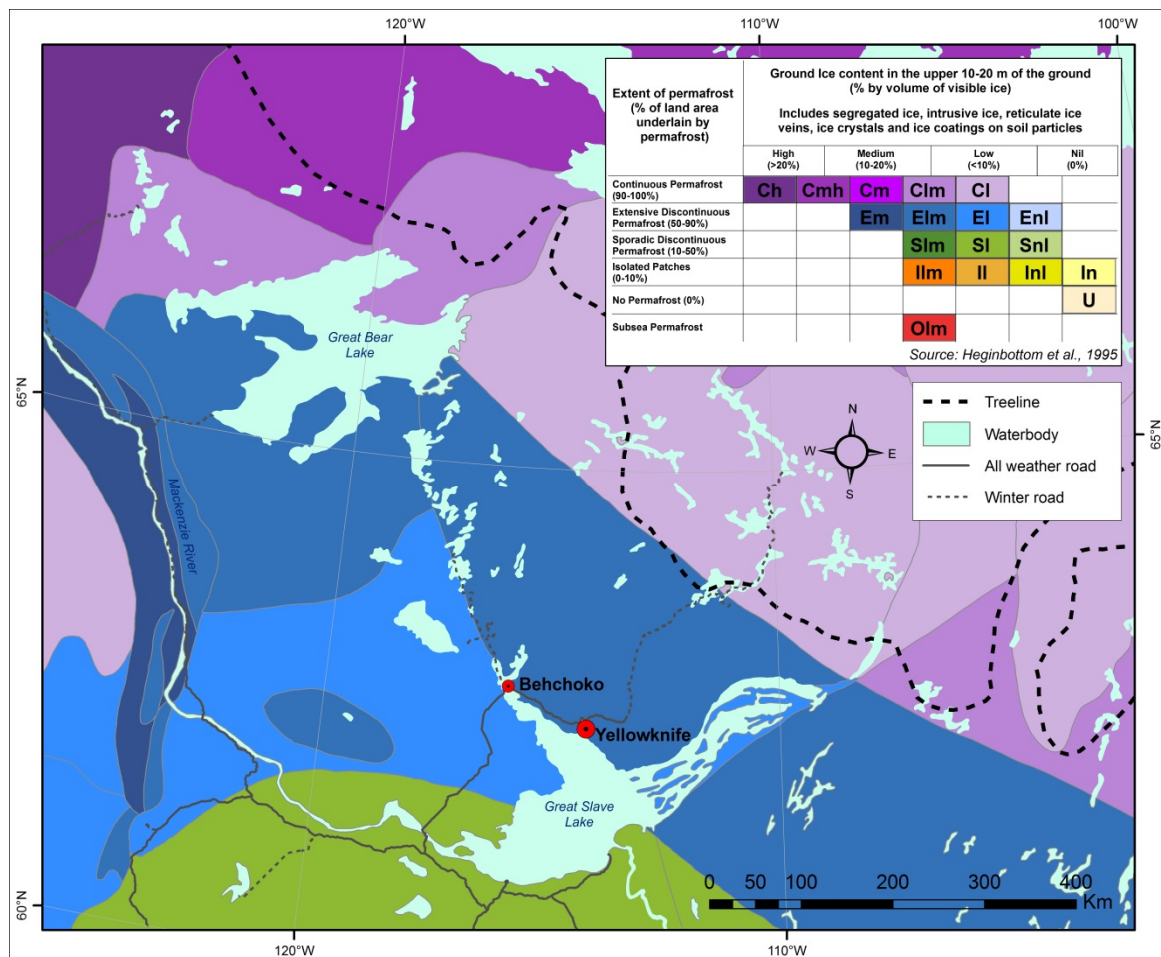 120°W
110°W
100°W
Extent of permafrost
(% of land area
underlain by
permafrost)
Ground Ice content in the upper 10-20 m of the ground
(% by volume of visible ice)
Includes segregated ice, intrusive ice, reticulate ice
veins, ice crystals and ice coatings on soil particles
High
(>20%)
Medium
(10-20%)
Low
(<10%)
Nil
(0%)
Continuous Permafrost
(90-100%)
Ch
Cmh
Cm
Clm
Cl
Extensive Discontinuous
Permafrost (50-90%)
Em
Elm
El
Enl
Sporadic Discontinuous
Permafrost (10-50%)
Slm
Sl
Snl
Isolated Patches
(0-10%)
Ilm
Il
Inl
In
No Permafrost (0%)
U
Subsea Permafrost
Olm
Source: Heginbottom et al., 1995
Great Bear
Lake
65°N
Treeline
Waterbody
All weather road
Winter road
N
W
E
S
65°N
Mackenzie River
Behchoko
Yellowknife
Great Slave
Lake
0
50
100
200
300
400
Km
60°N
120°W
110°W